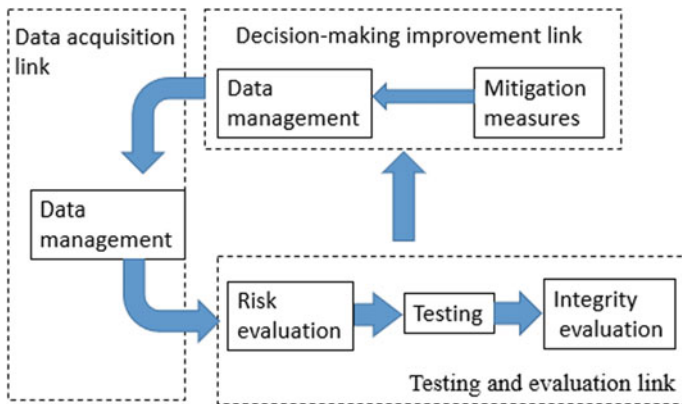 Data acquisition
link
Decision-making improvement link
Data
management
Mitigation
measures
Data
management
Risk
evaluation
Testing
Integrity
evaluation
Testing and evaluation link